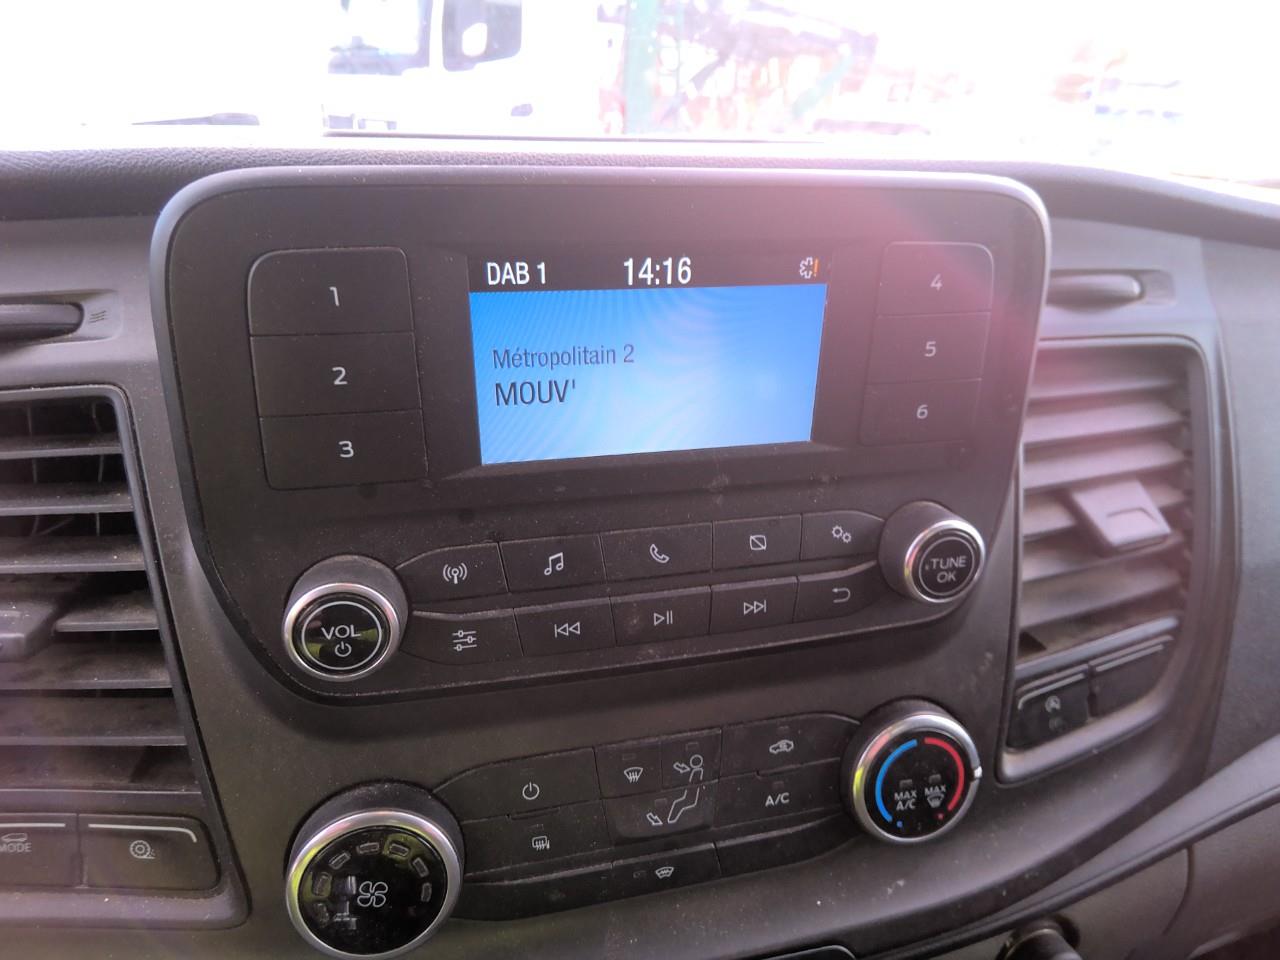 DAB 1 14:16
Métropolitain 2
MOUV'
1
2
3
4
5
6
VOL
TUNE
OK
A/C
MAX
A/C
MAX
MODE